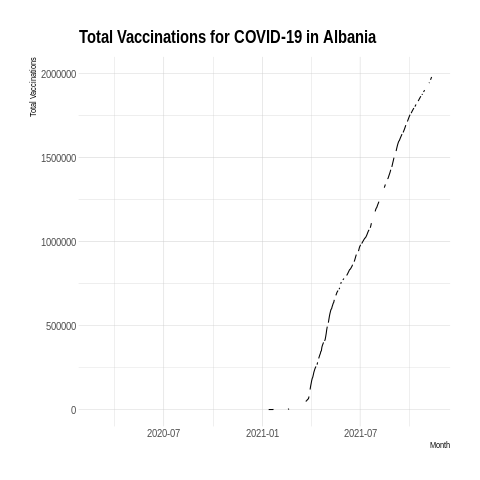 Total Vaccinations for COVID-19 in Albania
Total Vaccinations
2000000
1500000
1000000
500000
0
2020-07 2021-01 2021-07
Month